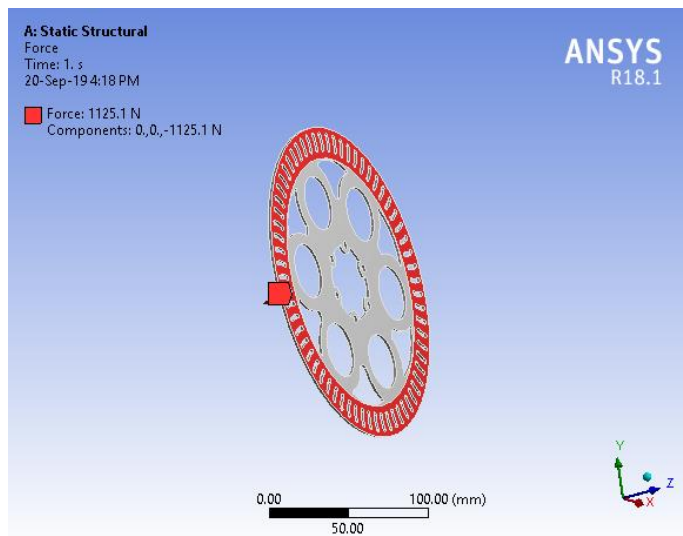 A: Static Structural
Force
Time: 1. s
20-Sep-19 4:18 PM
Force: 1125.1 N
Components: 0.,0.,-1125.1 N
ANSYS
R18.1
Y
Z
X
0.00 100.00 (mm)
50.00